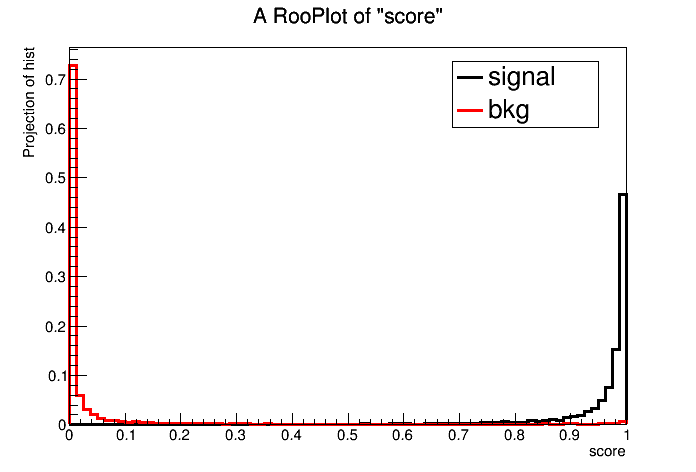 A RooPlot of "score"
Projection of hist
0.7
0.6
0.5
0.4
0.3
0.2
0.1
0
signal
bkg
0 0.1 0.2 0.3 0.4 0.5 0.6 0.7 0.8 0.9 1
score